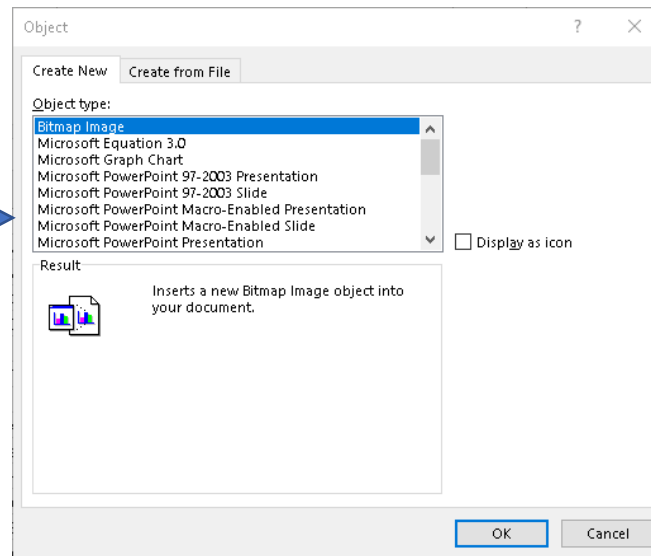 Object
Create New
Create from File
Object type:
Bitmap Image
Microsoft Equation 3.0
Microsoft Graph Chart
Microsoft PowerPoint 97-2003 Presentation
Microsoft PowerPoint 97-2003 Slide
Microsoft PowerPoint Macro-Enabled Presentation
Microsoft PowerPoint Macro-Enabled Slide
Microsoft PowerPoint Presentation
Display as icon
Result
Inserts a new Bitmap Image object into
your document.
OK
Cancel